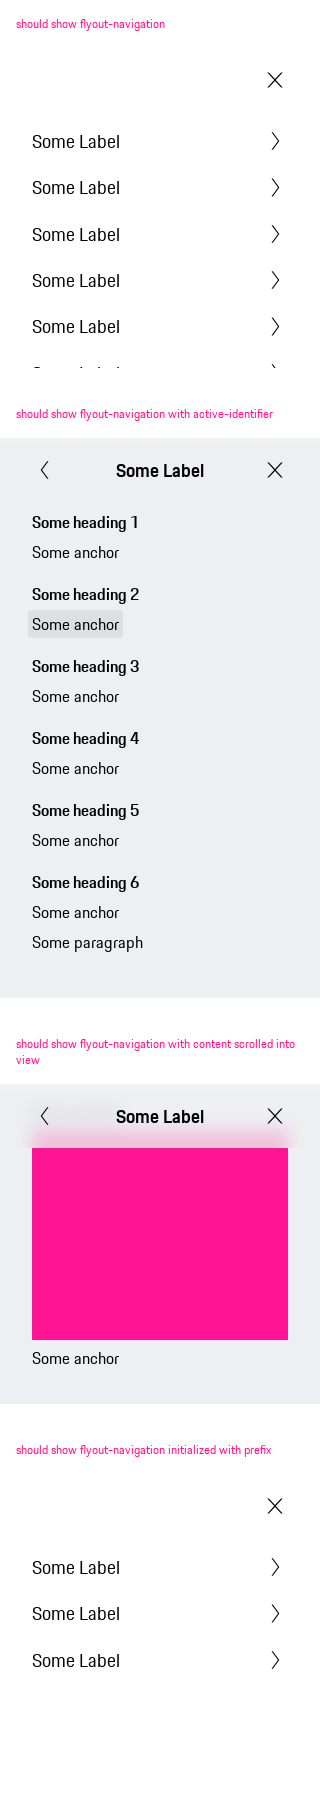 should show flyout-navigation
Some Label
Some Label
Some Label
Some Label
Some Label
should show flyout-navigation with active-identifier
Some Label
Some heading 1
Some anchor
Some heading 2
Some anchor
Some heading 3
Some anchor
Some heading 4
Some anchor
Some heading 5
Some anchor
Some heading 6
Some anchor
Some paragraph
should show flyout-navigation with content scrolled into
view
Some Label
Some anchor
should show flyout-navigation initialized with prefix
Some Label
Some Label
Some Label